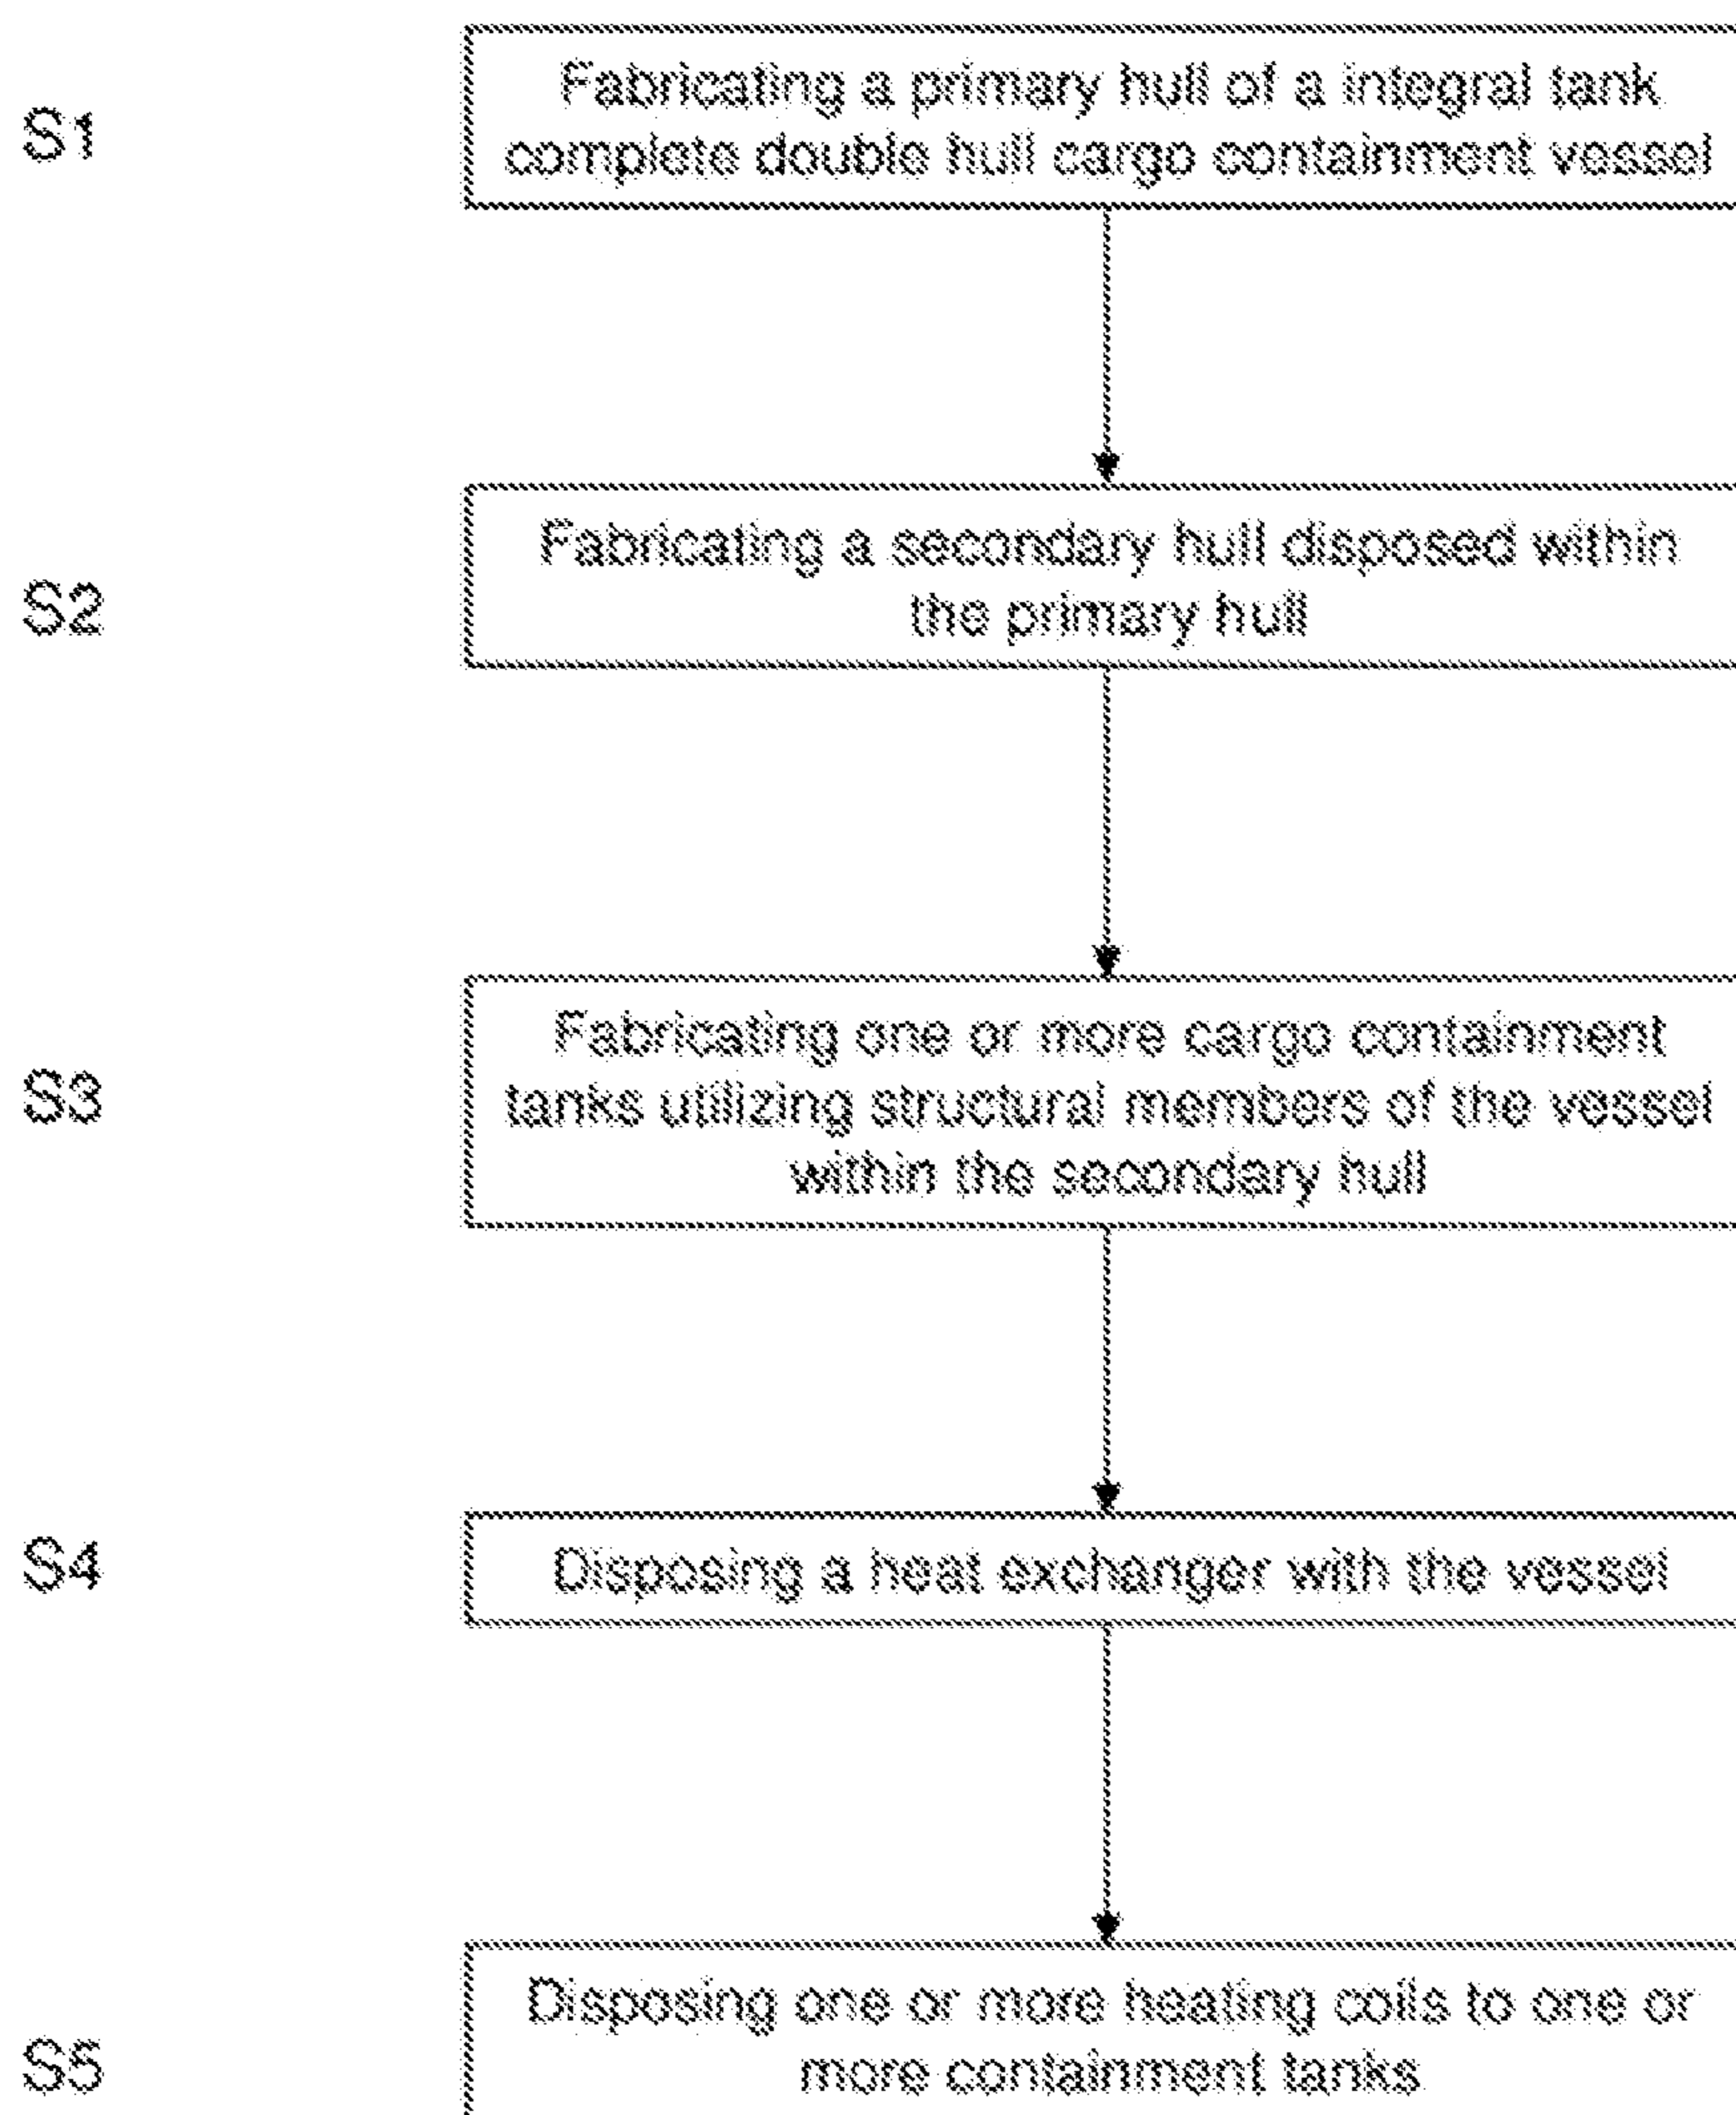 S1
Fabricating a primary hull of a integral tank
complete double hull cargo containment vessel
S2
Fabricating a secondary hull disposed within
the primary hull
S3
Fabricating one or more cargo containment
tanks utilizing structural members of the vessel
within the secondary hull
S4
Disposing a heat exchanger with the vessel
S5
Disposing one or more heating coils to one or
more containment tanks